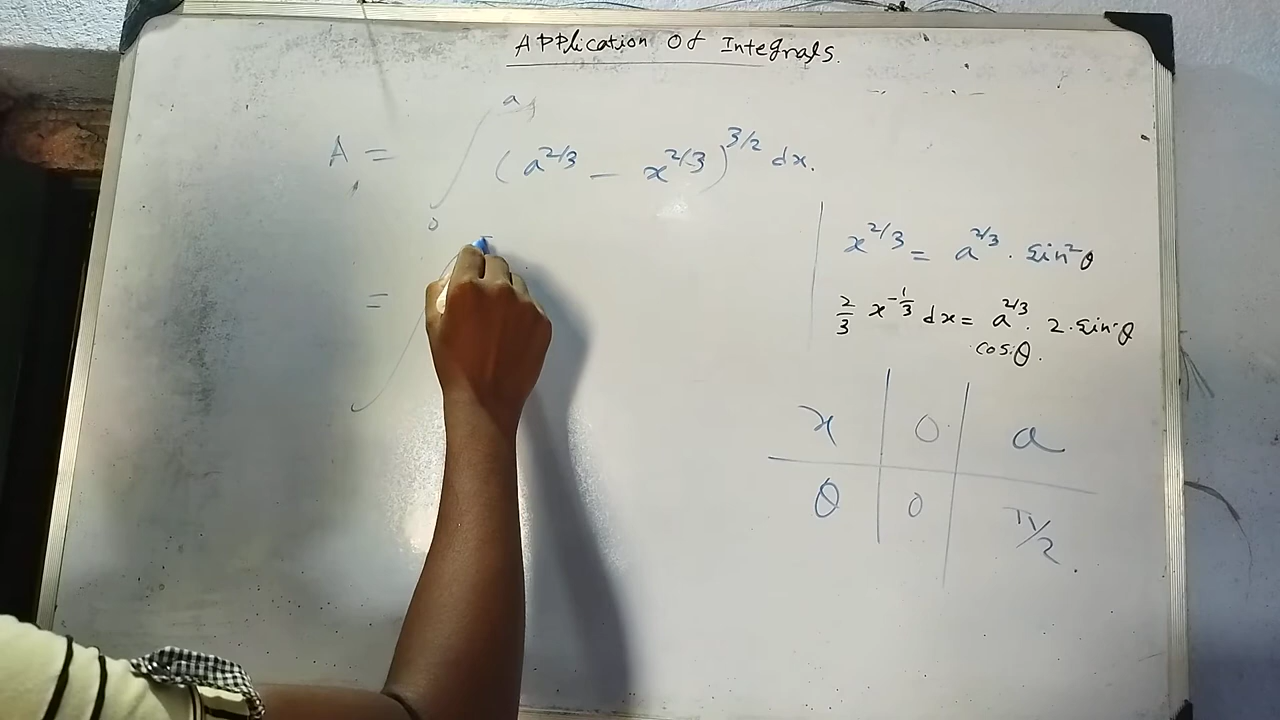 Application of Integrals.
A = ∫₀ᵃ (a^{2/3} - x^{2/3})^{3/2} dx.
=  ∫
x^{2/3} = a^{2/3} . sin²θ
2/3 x^{-1/3} dx = a^{2/3} . 2 . sinθ
cosθ .
x 0 a
θ 0 π/2 .